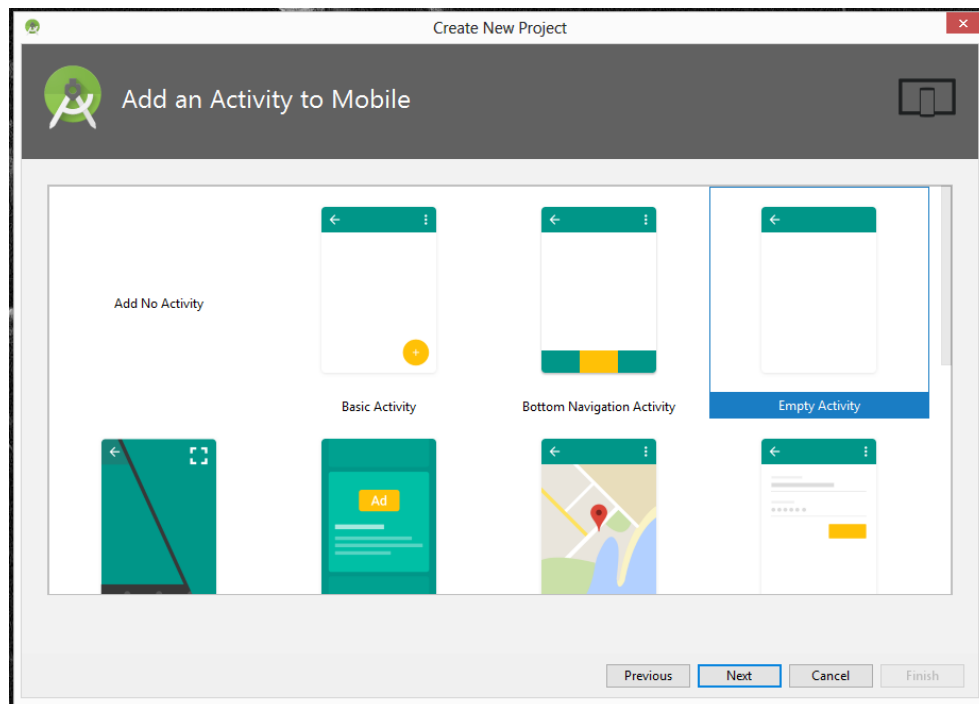 Create New Project
Add an Activity to Mobile
Add No Activity
Basic Activity
Bottom Navigation Activity
Empty Activity
Ad
Previous
Next
Cancel
Finish